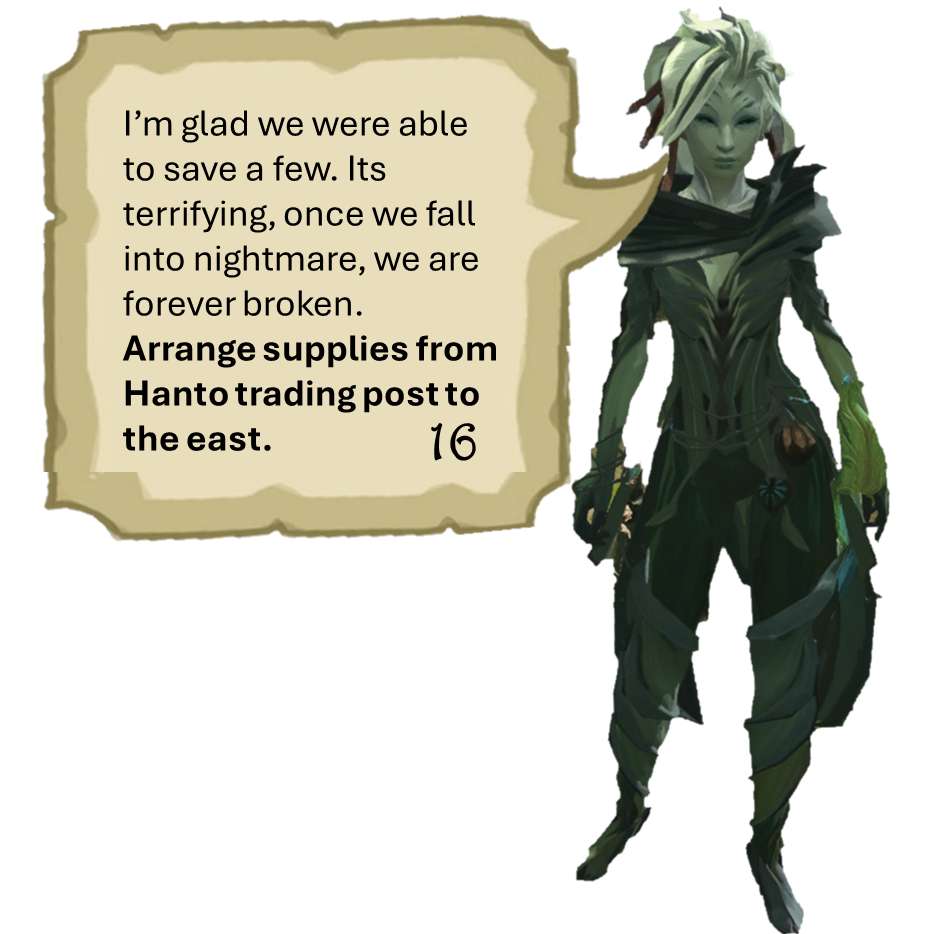 I'm glad we were able
to save a few. Its
terrifying, once we fall
into nightmare, we are
forever broken.
Arrange supplies from
Hanto trading post to
the east.
16